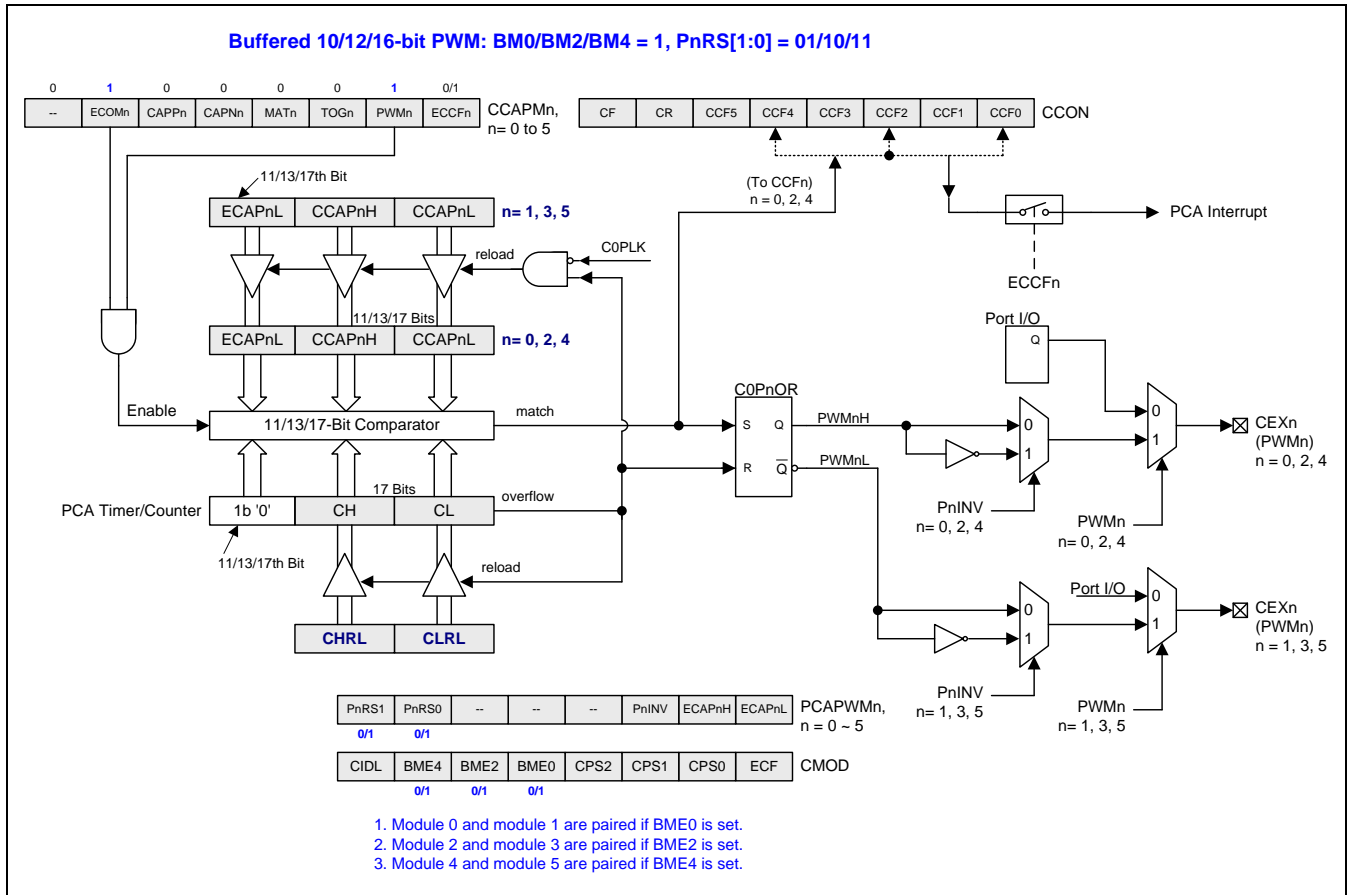 Buffered 10/12/16-bit PWM: BM0/BM2/BM4 = 1, PnRS[1:0] = 01/10/11
0 1 0 0 0 0 1 0/1
-- ECOMn CAPPn CAPNn MATn TOGn PWMn ECCFn
CCAPMn,
n= 0 to 5
CF CR CCF5 CCF4 CCF3 CCF2 CCF1 CCF0 CCON
11/13/17th Bit
ECAPnL CCAPnH CCAPnL n= 1, 3, 5
(To CCFn)
n = 0, 2, 4
PCA Interrupt
ECCFn
reload
C0PLK
11/13/17 Bits
ECAPnL CCAPnH CCAPnL n= 0, 2, 4
Port I/O
Q
Enable
11/13/17-Bit Comparator
match
C0PnOR
S Q
R Q
PWMnH
PWMnL
0
1
0
1
CEXn
(PWMn)
n = 0, 2, 4
PnINV
n= 0, 2, 4
PWMn
n= 0, 2, 4
17 Bits
PCA Timer/Counter
1b '0' CH CL
overflow
11/13/17th Bit
reload
CHRL CLRL
Port I/O
0
1
0
1
CEXn
(PWMn)
n = 1, 3, 5
PnINV
n= 1, 3, 5
PWMn
n= 1, 3, 5
PnRS1 PnRS0 -- -- -- PnINV ECAPnH ECAPnL
PCAPWMn,
n = 0 ~ 5
0/1 0/1
CIDL BME4 BME2 BME0 CPS2 CPS1 CPS0 ECF CMOD
0/1 0/1 0/1
1. Module 0 and module 1 are paired if BME0 is set.
2. Module 2 and module 3 are paired if BME2 is set.
3. Module 4 and module 5 are paired if BME4 is set.